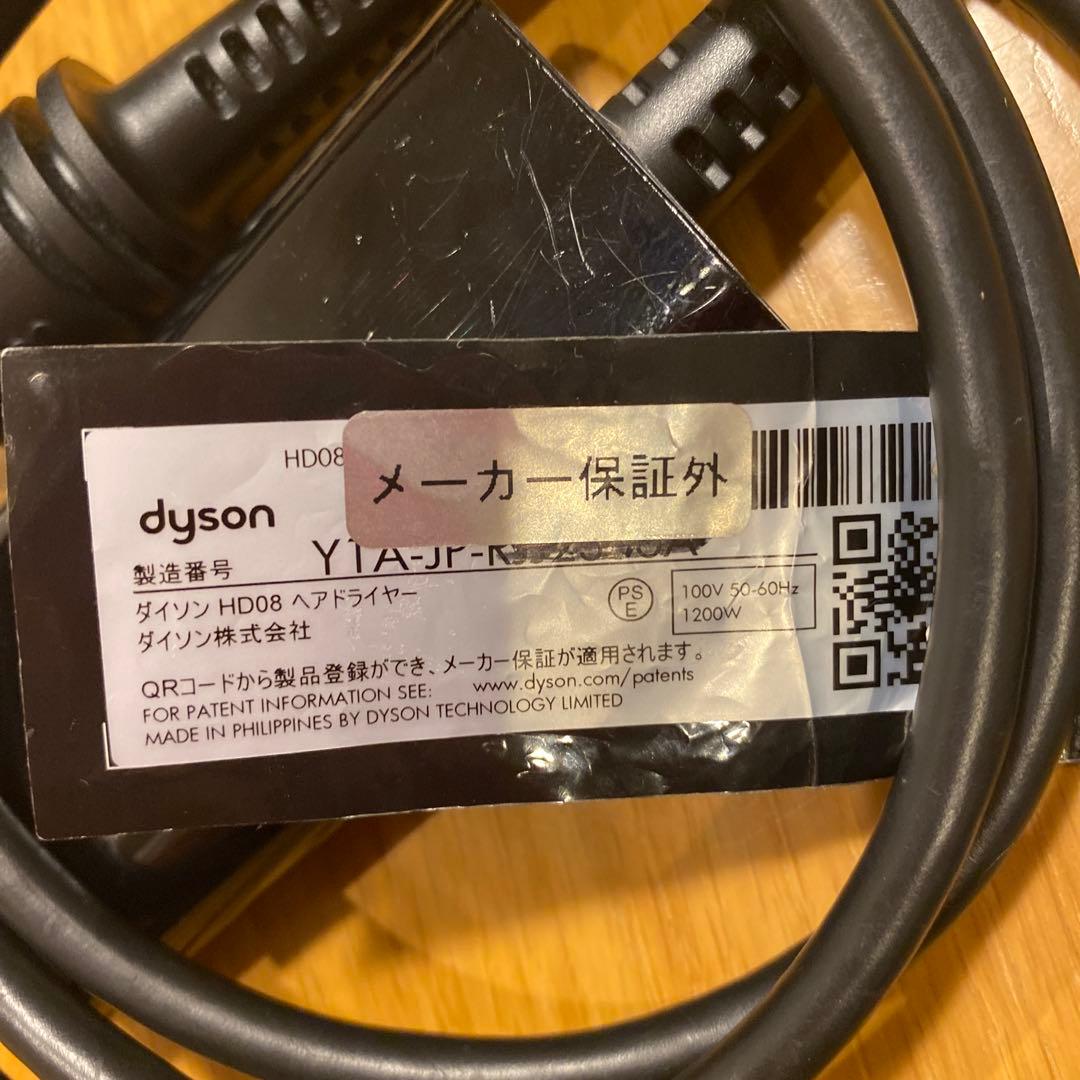 HD08
メーカー保証外
dyson
製造番号 Y1A-JP-
ダイソン HD08 ヘアドライヤー
ダイソン株式会社
PS
E
100V 50-60Hz
1200W
QRコードから製品登録ができ、メーカー保証が適用されます。
FOR PATENT INFORMATION SEE: www.dyson.com/patents
MADE IN PHILIPPINES BY DYSON TECHNOLOGY LIMITED